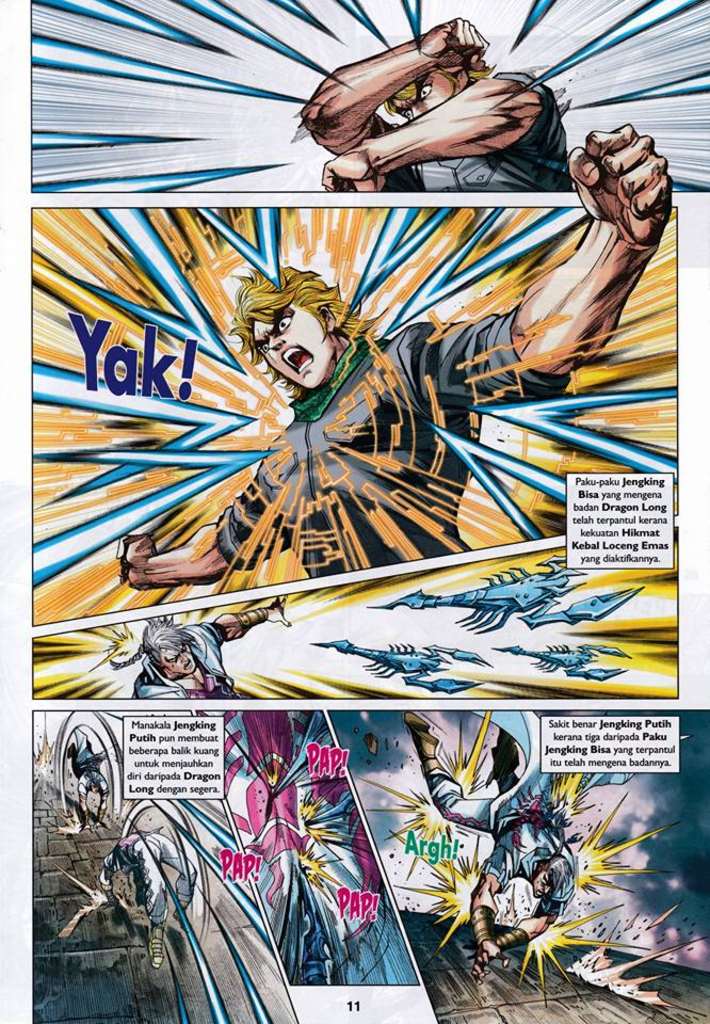 Yak!
Paku-paku Jengking
Bisa yang mengena
badan Dragon Long
telah terpantul kerana
kekuatan Hikmat
Kebal Loceng Emas
yang diaktifkannya.
Manakala Jengking
Putih pun membuat
beberapa balik kuang
untuk menjauhkan
diri daripada Dragon
Long dengan segera.
PAP!
PAP!
PAP!
Sakit benar Jengking Putih
kerana tiga daripada Paku
Jengking Bisa yang terpantul
itu telah mengena badannya.
Argh!
11